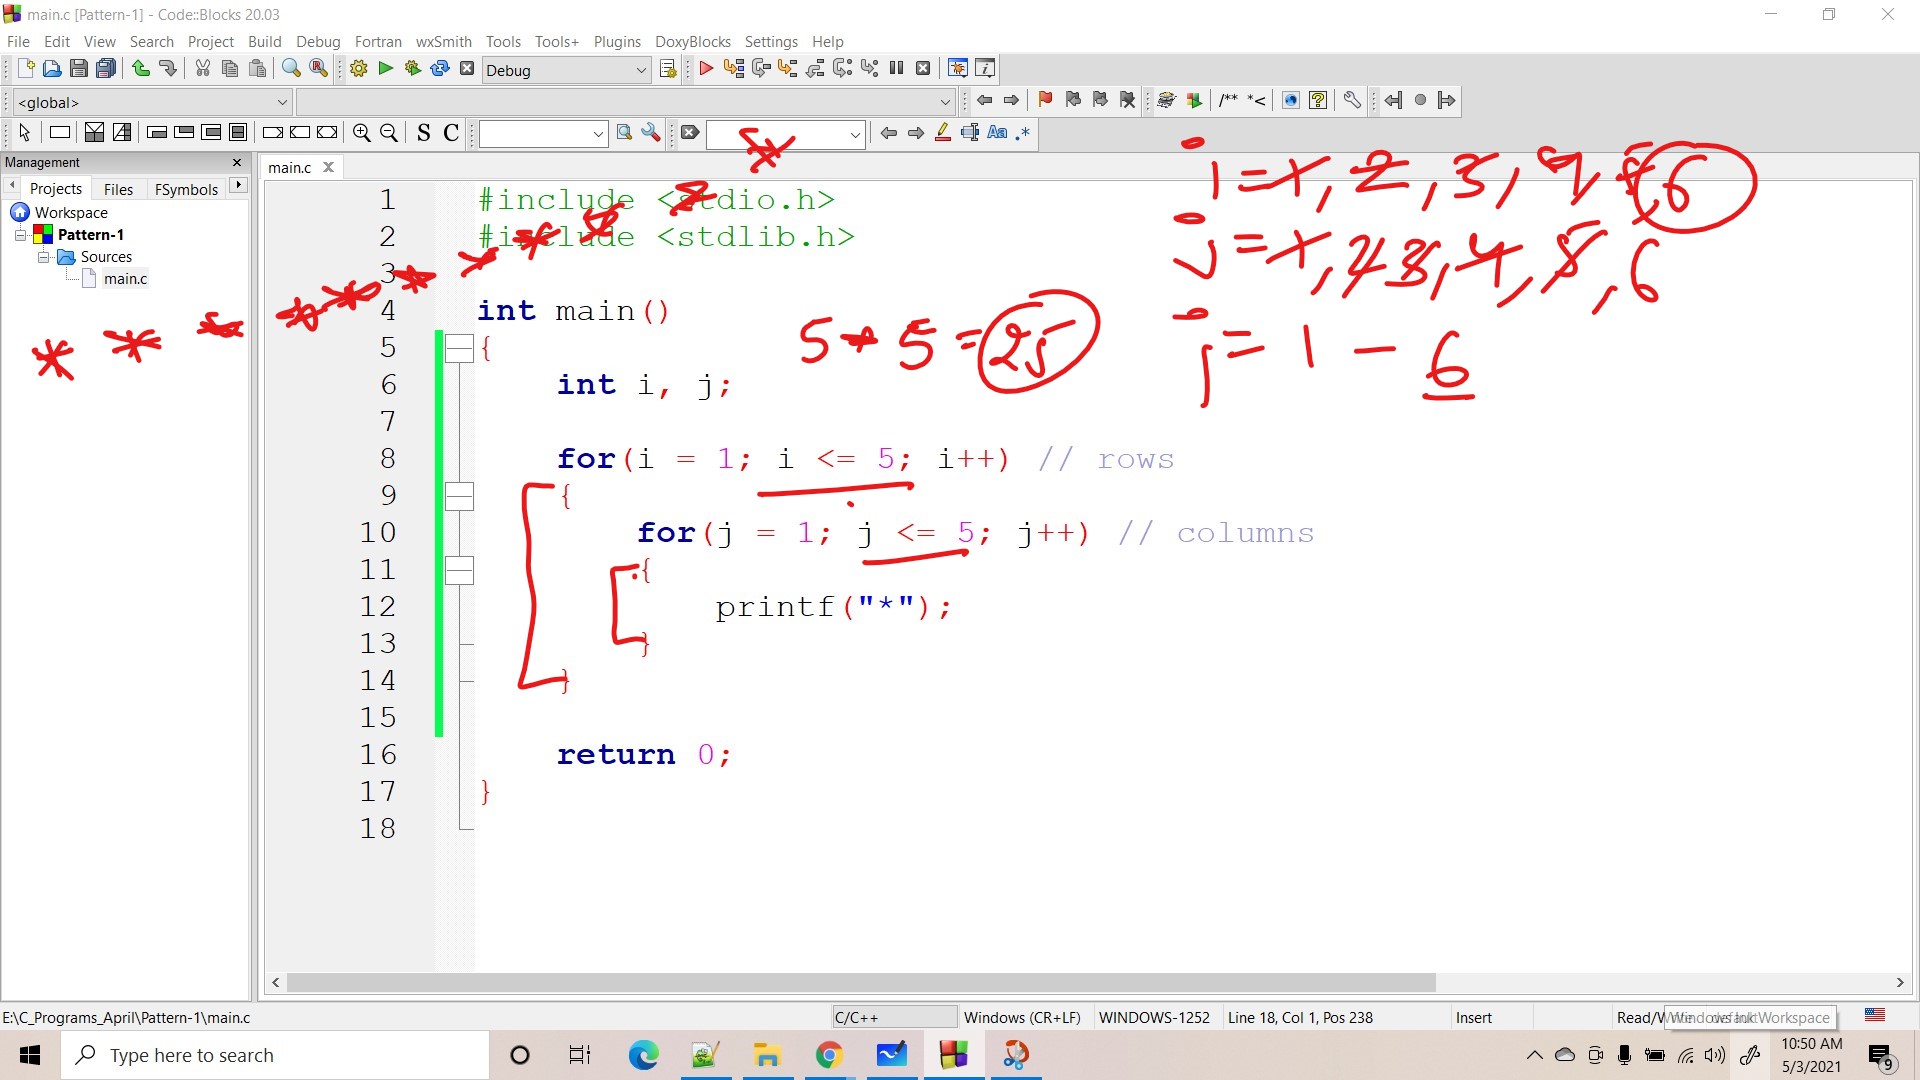 main.c [Pattern-1] - Code::Blocks 20.03
File Edit View Search Project Build Debug Fortran wxSmith Tools Tools+ Plugins DoxyBlocks Settings Help
Debug
<global>
/** *<
S C
Aa .*
Management
Projects Files FSymbols
Workspace
Pattern-1
Sources
main.c
main.c
1 #include <stdio.h>
2 #include <stdlib.h>
3
4 int main()
5 {
6 int i, j;
7
8 for(i = 1; i <= 5; i++) // rows
9 {
10 for(j = 1; j <= 5; j++) // columns
11 {
12 printf("*");
13 }
14 }
15
16 return 0;
17 }
18
i = 1, 2, 3, 4, 5, 6
j = 1, 2 3, 4, 5, 6
j = 1 - 6
5 * 5 = 25
* * * * * * * * * *
E:\C_Programs_April\Pattern-1\main.c C/C++ Windows (CR+LF) WINDOWS-1252 Line 18, Col 1, Pos 238 Insert
Windows Ink Workspace
Type here to search
10:50 AM
5/3/2021
9